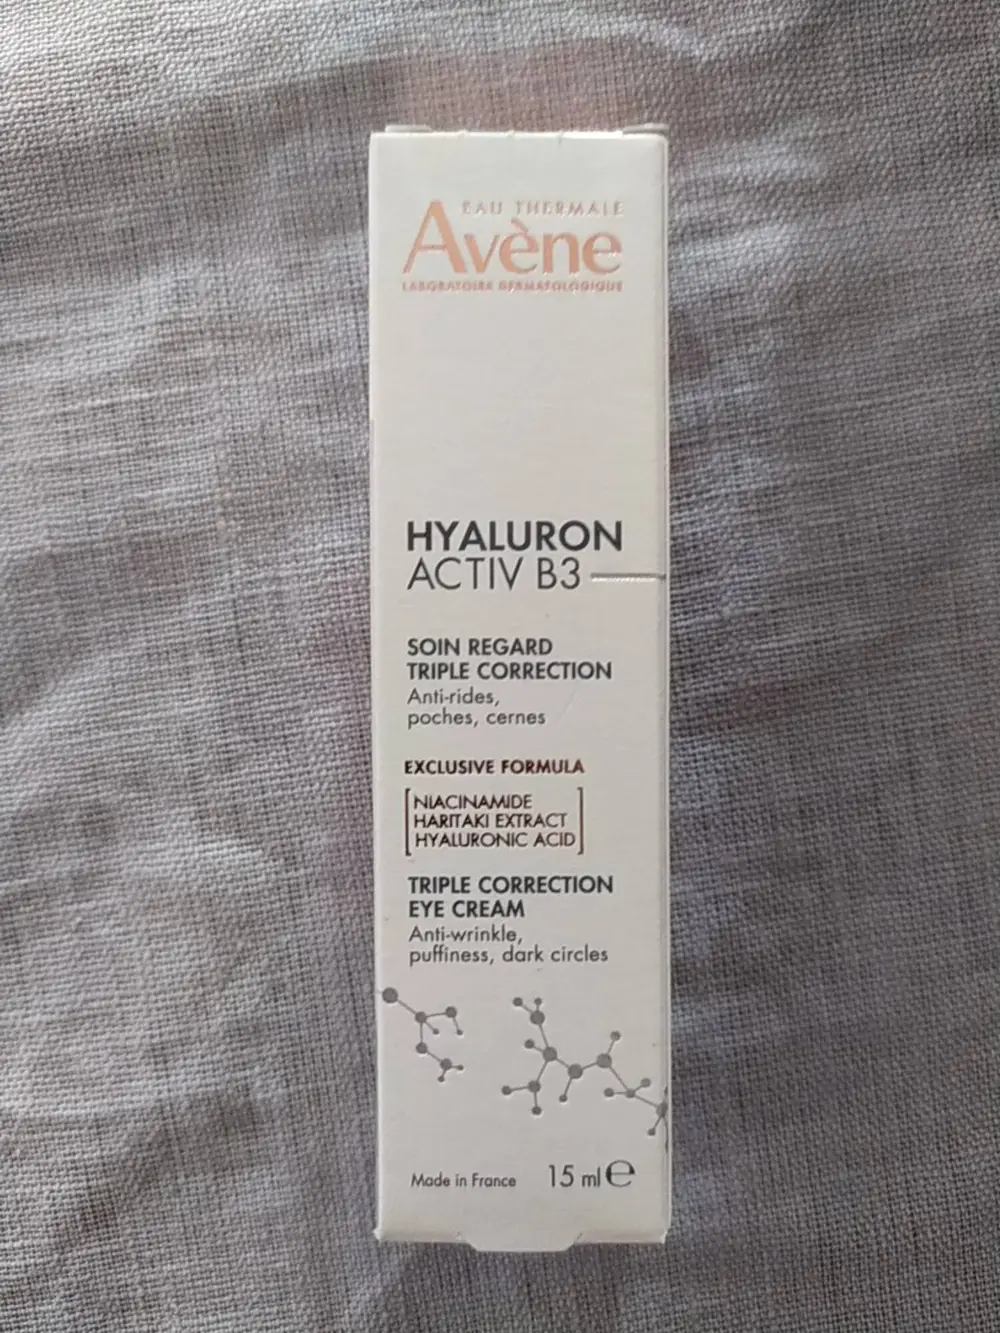 EAU THERMALE
Avène
LABORATOIRE DERMATOLOGIQUE
HYALURON
ACTIV B3
SOIN REGARD
TRIPLE CORRECTION
Anti-rides,
poches, cernes
EXCLUSIVE FORMULA
NIACINAMIDE
HARITAKI EXTRACT
HYALURONIC ACID
TRIPLE CORRECTION
EYE CREAM
Anti-wrinkle,
puffiness, dark circles
Made in France 15 ml ℮